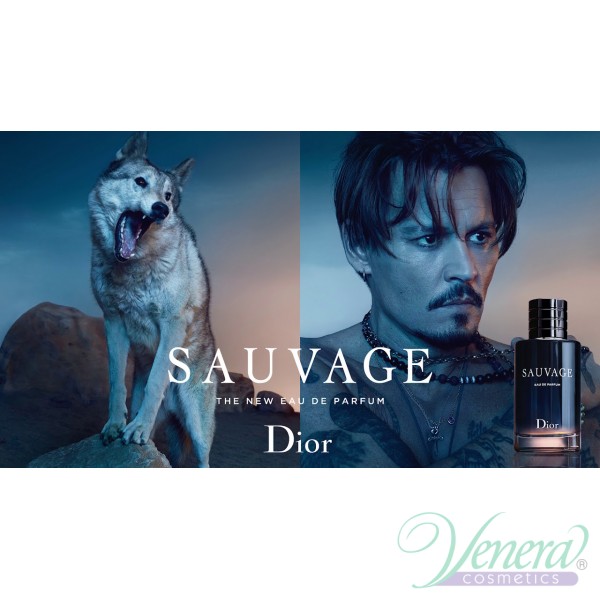 SAUVAGE
THE NEW EAU DE PARFUM
Dior
SAUVAGE
EAU DE PARFUM
Dior
Venera®
cosmetics